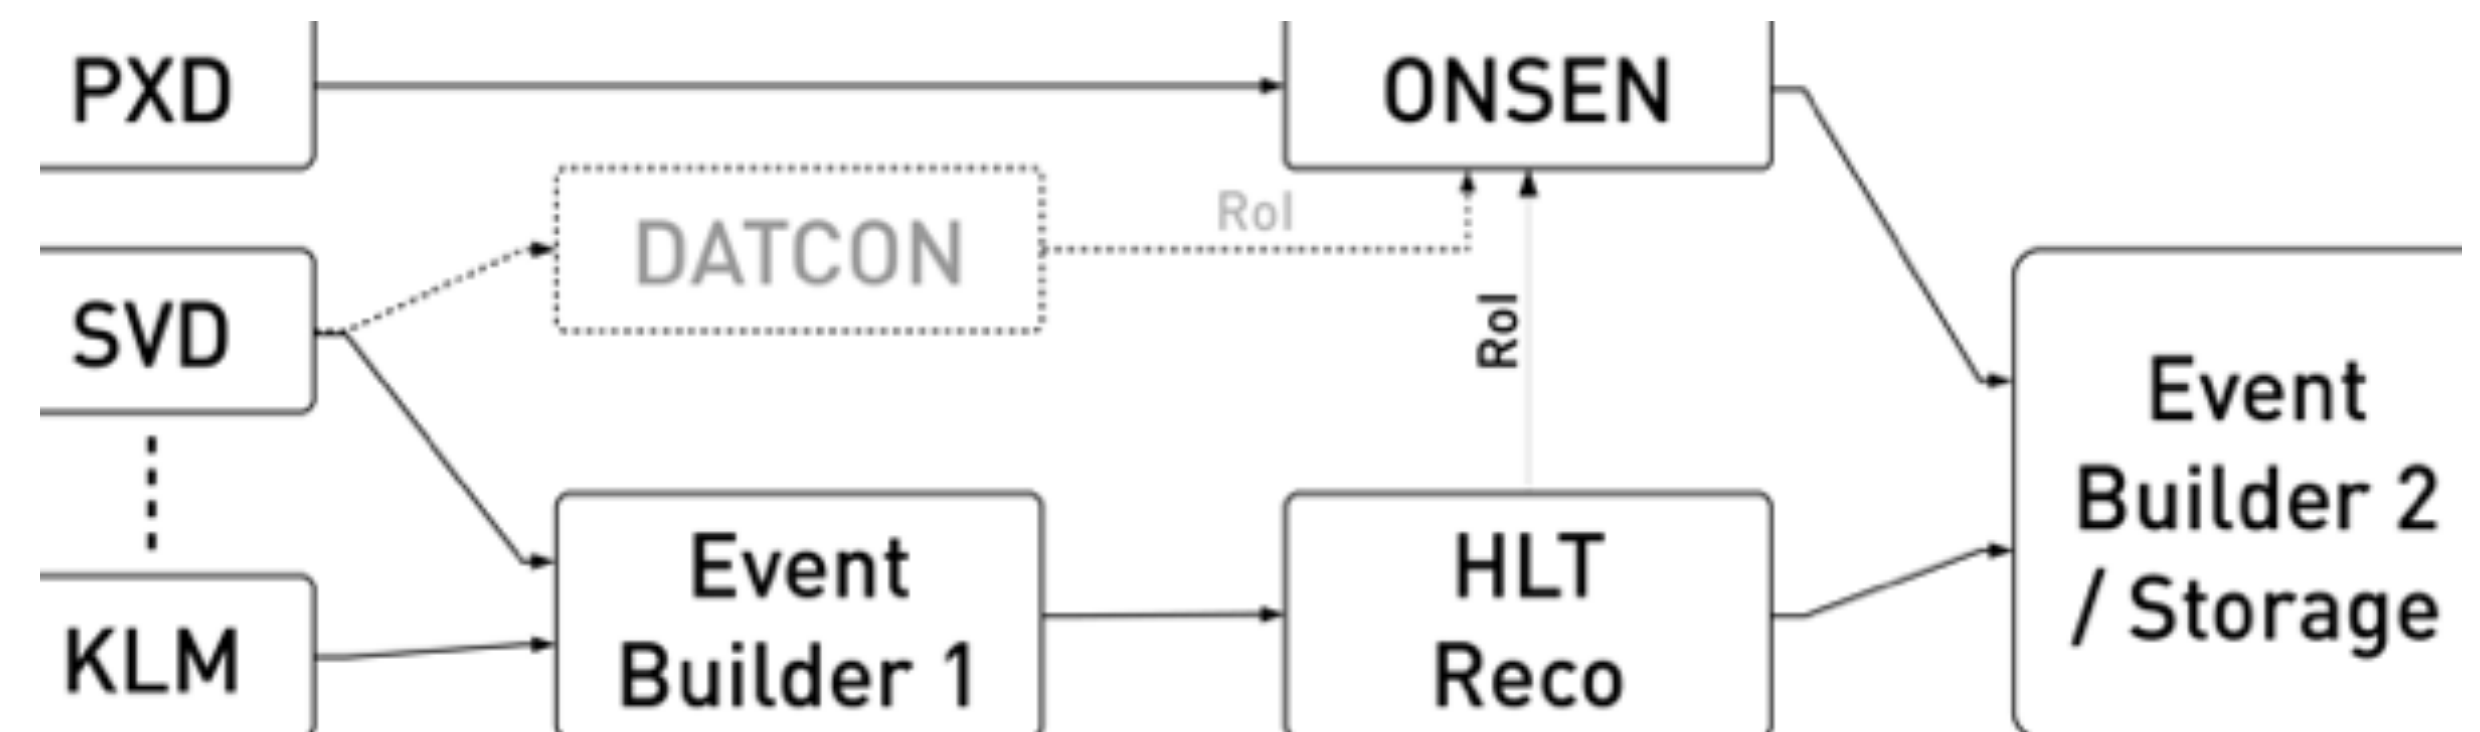 PXD
ONSEN
DATCON
RoI
SVD
RoI
Event
Builder 2
/ Storage
KLM
Event
Builder 1
HLT
Reco